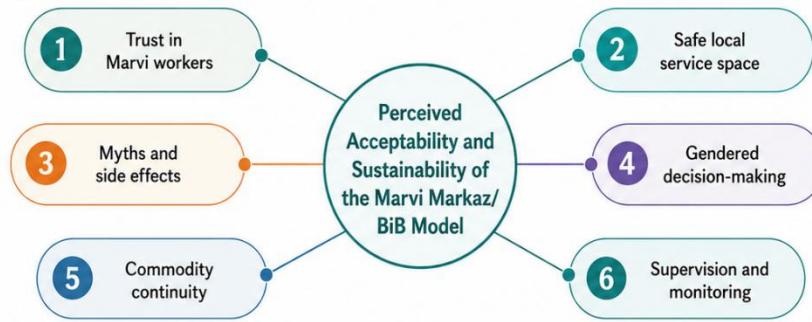 1
Trust in
Marvi workers
2
Safe local
service space
Perceived
Acceptability and
Sustainability of
the Marvi Markaz/
BiB Model
3
Myths and
side effects
4
Gendered
decision-making
5
Commodity
continuity
6
Supervision and
monitoring